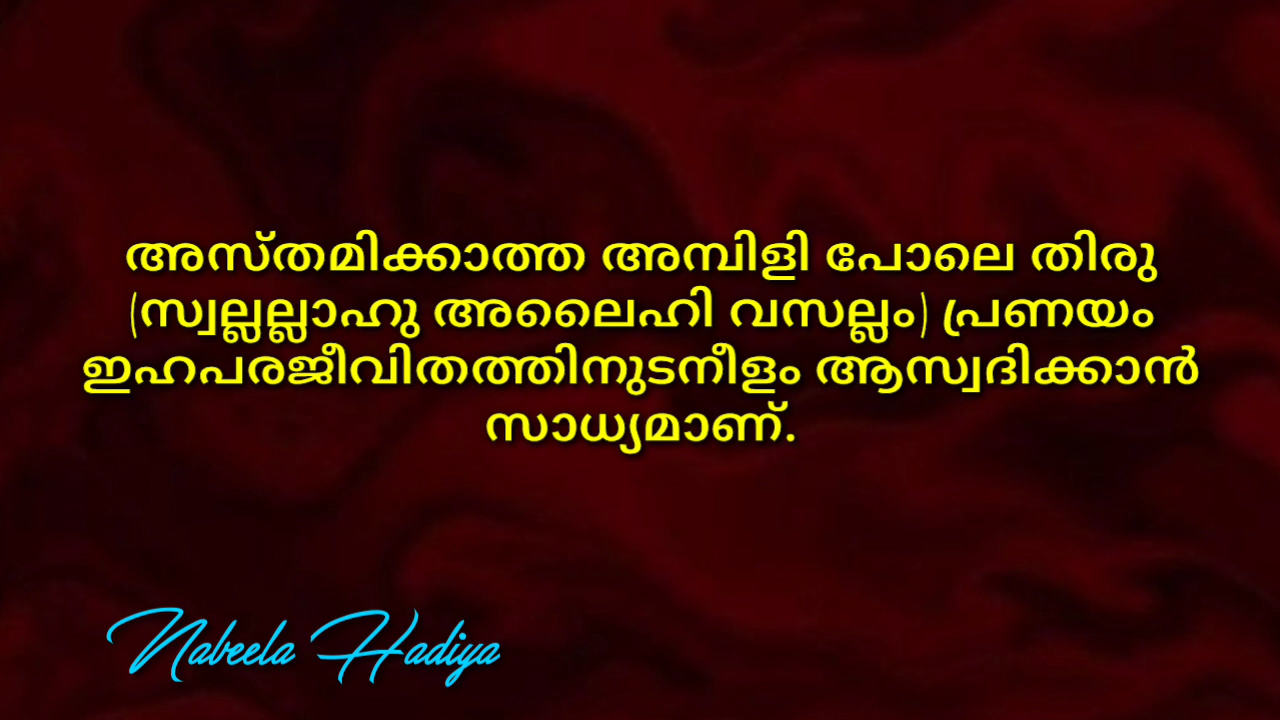 അസ്തമിക്കാത്ത അമ്പിളി പോലെ തിരു
(സ്വല്ലല്ലാഹു അലൈഹി വസല്ലം) പ്രണയം
ഇഹപരജീവിതത്തിനുടനീളം ആസ്വദിക്കാൻ
സാധ്യമാണ്.
Nabeela Hadiya